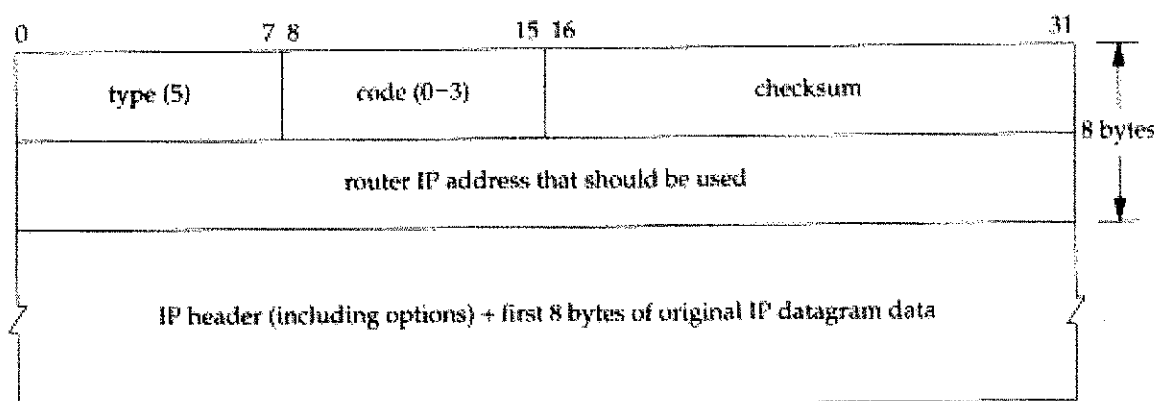 0 7 8 15 16 31
type (5) code (0−3) checksum
8 bytes
router IP address that should be used
IP header (including options) + first 8 bytes of original IP datagram data